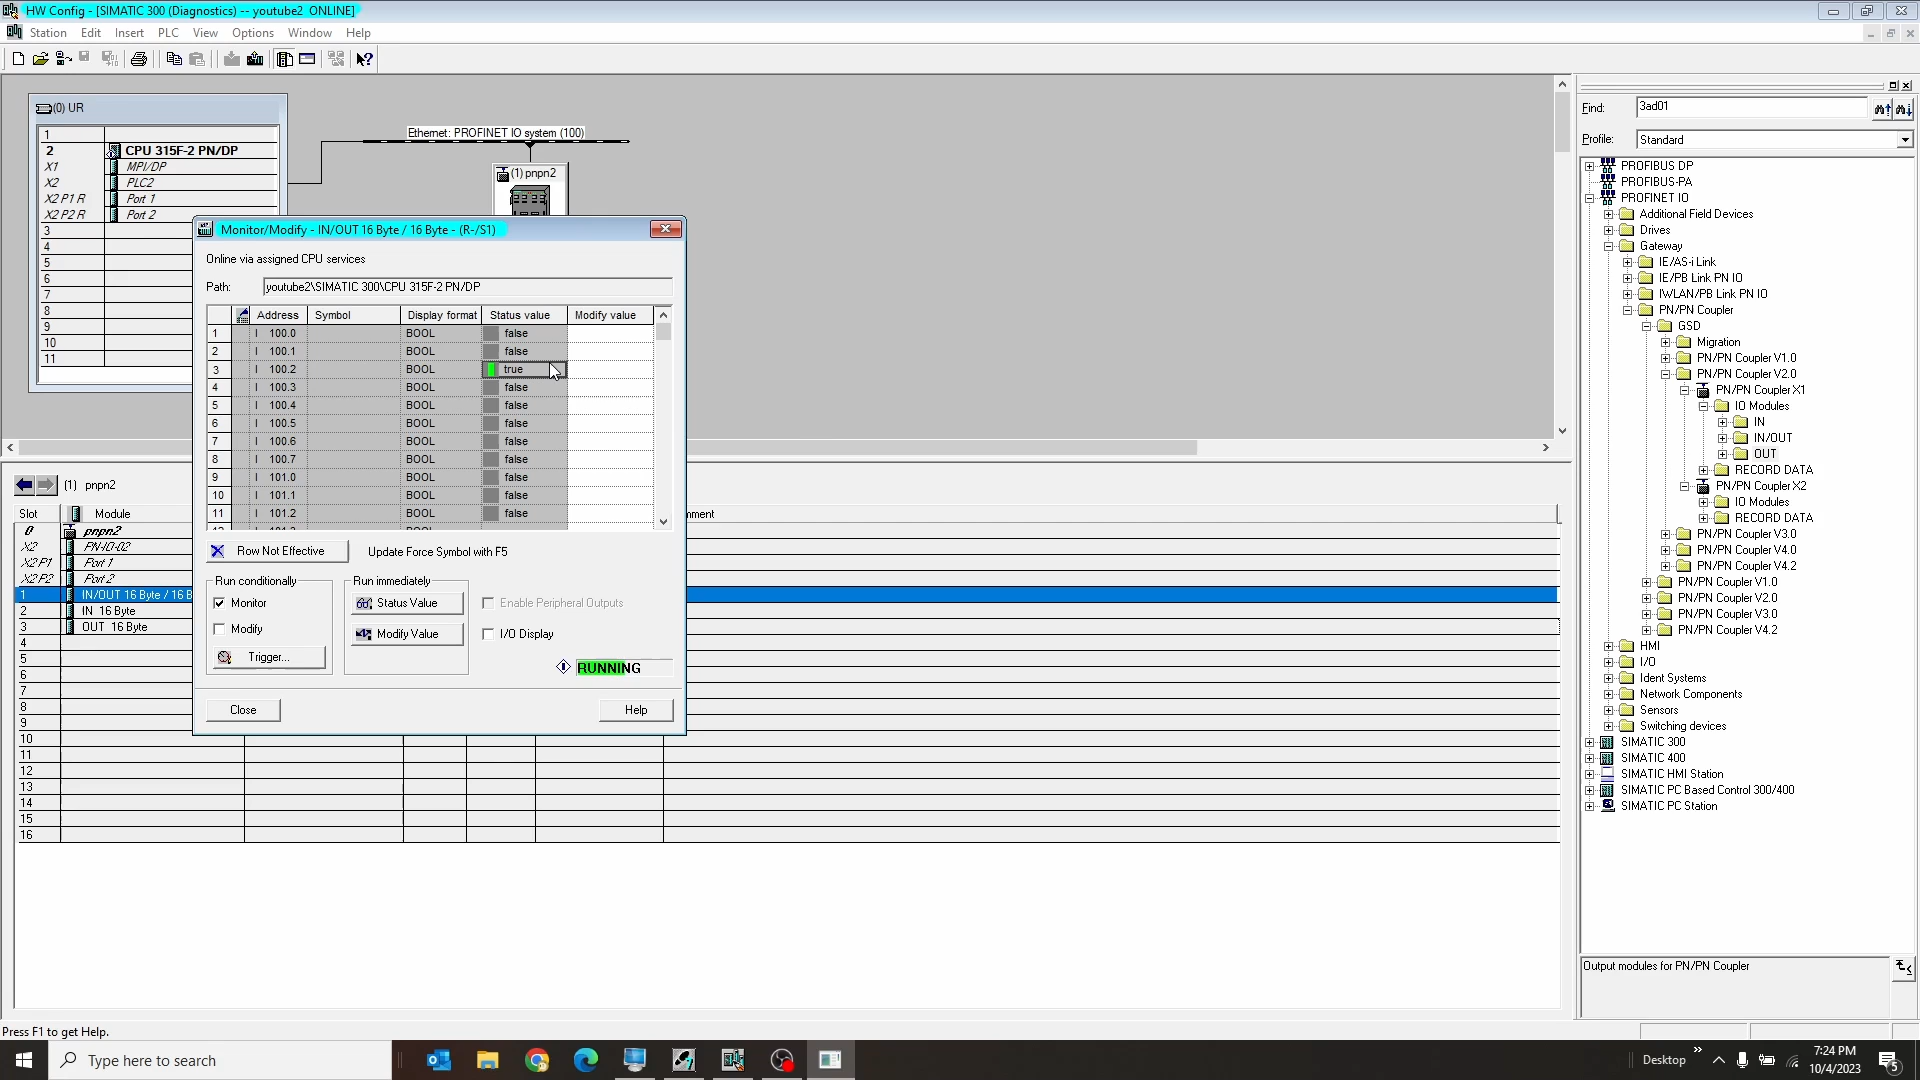 HW Config - [SIMATIC 300 (Diagnostics) -- youtube2 ONLINE]
Station Edit Insert PLC View Options Window Help
(0) UR
1
2 CPU 315F-2 PN/DP
X1 MPI/DP
X2 PLC2
X2 P1 R Port 1
X2 P2 R Port 2
3
4
5
6
7
8
9
10
11
Ethernet: PROFINET IO system (100)
(1) pnpn2
Monitor/Modify - IN/OUT 16 Byte / 16 Byte - (R-/S1)
Online via assigned CPU services
Path: youtube2\SIMATIC 300\CPU 315F-2 PN/DP
Address Symbol Display format Status value Modify value
1 I 100.0 BOOL false
2 I 100.1 BOOL false
3 I 100.2 BOOL true
4 I 100.3 BOOL false
5 I 100.4 BOOL false
6 I 100.5 BOOL false
7 I 100.6 BOOL false
8 I 100.7 BOOL false
9 I 101.0 BOOL false
10 I 101.1 BOOL false
11 I 101.2 BOOL false
Row Not Effective Update Force Symbol with F5
Run conditionally Run immediately
Monitor Status Value Enable Peripheral Outputs
Modify Modify Value I/O Display
Trigger...
RUNNING
Close Help
(1) pnpn2
Slot Module
0 pnpn2
X2 PN-IO-02
X2 P1 Port 1
X2 P2 Port 2
1 IN/OUT 16 Byte / 16 B
2 IN 16 Byte
3 OUT 16 Byte
4
5
6
7
8
9
10
11
12
13
14
15
16
Find: 3ad01
Profile: Standard
PROFIBUS DP
PROFIBUS-PA
PROFINET IO
Additional Field Devices
Drives
Gateway
IE/AS-i Link
IE/PB Link PN IO
IWLAN/PB Link PN IO
PN/PN Coupler
GSD
Migration
PN/PN Coupler V1.0
PN/PN Coupler V2.0
PN/PN Coupler X1
IO Modules
IN
IN/OUT
OUT
RECORD DATA
PN/PN Coupler X2
IO Modules
RECORD DATA
PN/PN Coupler V3.0
PN/PN Coupler V4.0
PN/PN Coupler V4.2
PN/PN Coupler V1.0
PN/PN Coupler V2.0
PN/PN Coupler V3.0
PN/PN Coupler V4.2
HMI
I/O
Ident Systems
Network Components
Sensors
Switching devices
SIMATIC 300
SIMATIC 400
SIMATIC HMI Station
SIMATIC PC Based Control 300/400
SIMATIC PC Station
Output modules for PN/PN Coupler
Press F1 to get Help.
Type here to search
Desktop
7:24 PM
10/4/2023
5